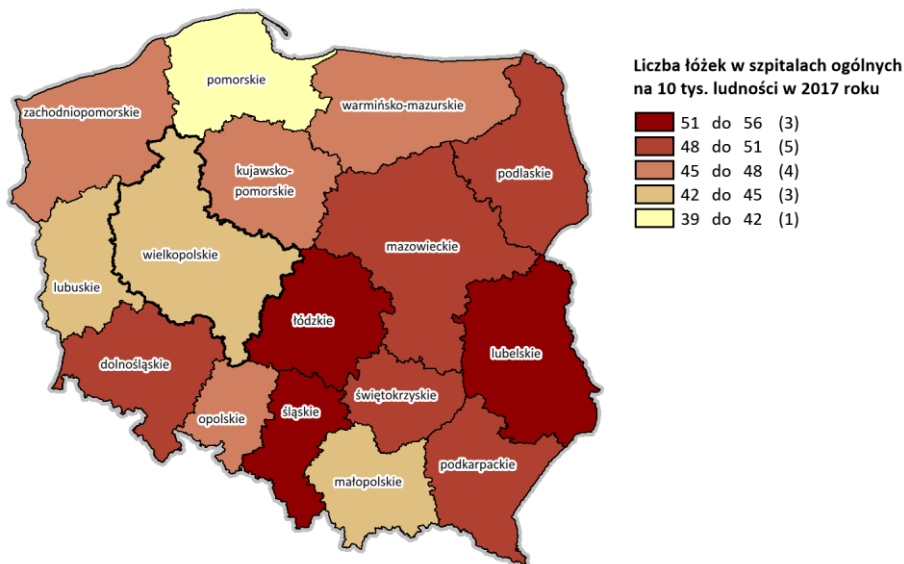 Liczba łóżek w szpitalach ogólnych
na 10 tys. ludności w 2017 roku
51 do 56 (3)
48 do 51 (5)
45 do 48 (4)
42 do 45 (3)
39 do 42 (1)
pomorskie
zachodniopomorskie
warmińsko-mazurskie
kujawsko-
pomorskie
podlaskie
mazowieckie
wielkopolskie
lubuskie
łódzkie
lubelskie
dolnośląskie
opolskie
śląskie
świętokrzyskie
podkarpackie
małopolskie